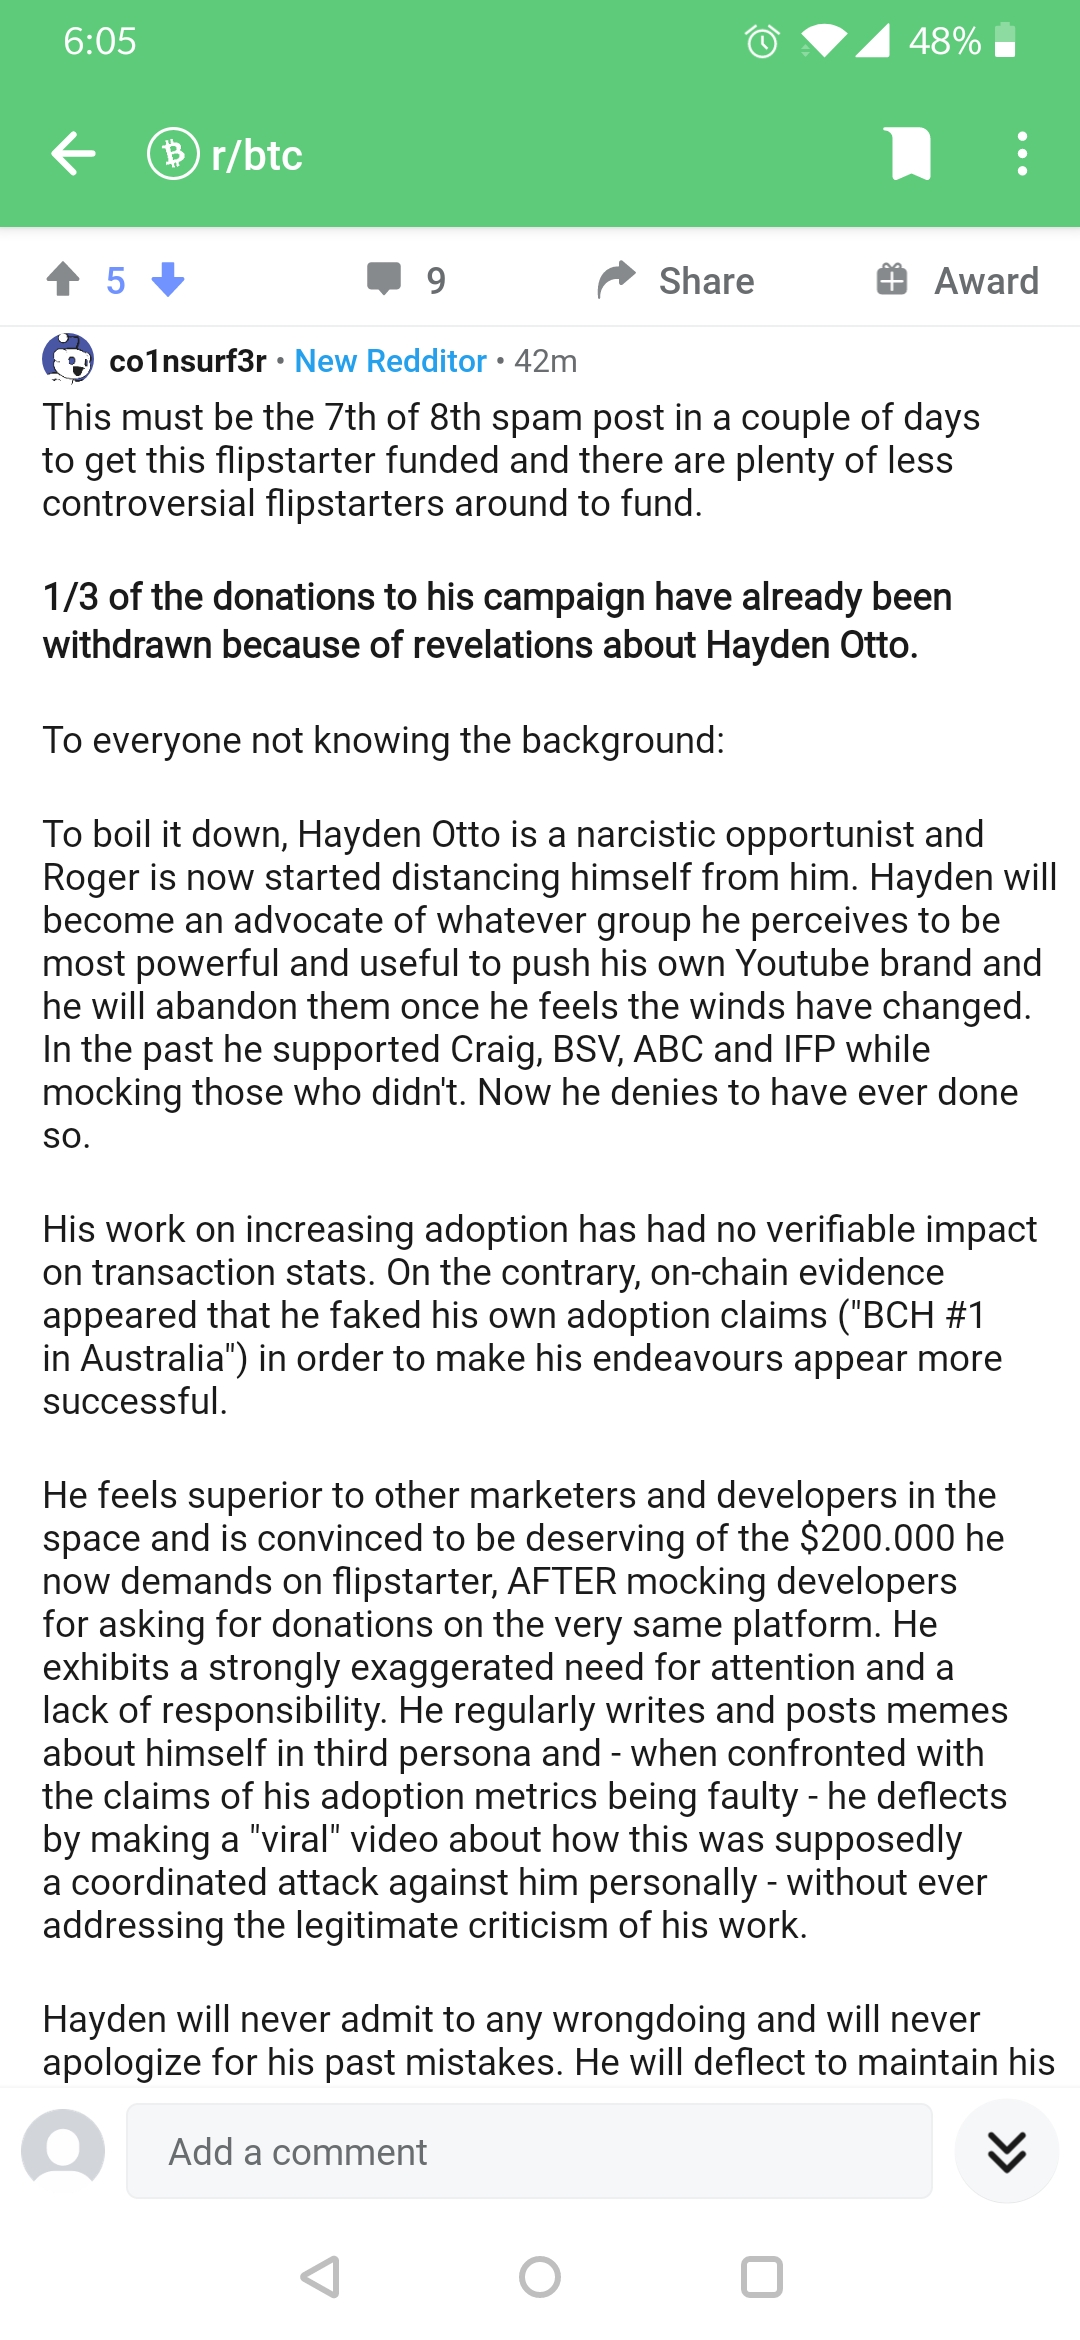 6:05
48%
r/btc
5
9
Share
Award
co1nsurf3r • New Redditor • 42m
This must be the 7th of 8th spam post in a couple of days
to get this flipstarter funded and there are plenty of less
controversial flipstarters around to fund.
1/3 of the donations to his campaign have already been
withdrawn because of revelations about Hayden Otto.
To everyone not knowing the background:
To boil it down, Hayden Otto is a narcistic opportunist and
Roger is now started distancing himself from him. Hayden will
become an advocate of whatever group he perceives to be
most powerful and useful to push his own Youtube brand and
he will abandon them once he feels the winds have changed.
In the past he supported Craig, BSV, ABC and IFP while
mocking those who didn't. Now he denies to have ever done
so.
His work on increasing adoption has had no verifiable impact
on transaction stats. On the contrary, on-chain evidence
appeared that he faked his own adoption claims ("BCH #1
in Australia") in order to make his endeavours appear more
successful.
He feels superior to other marketers and developers in the
space and is convinced to be deserving of the $200.000 he
now demands on flipstarter, AFTER mocking developers
for asking for donations on the very same platform. He
exhibits a strongly exaggerated need for attention and a
lack of responsibility. He regularly writes and posts memes
about himself in third persona and - when confronted with
the claims of his adoption metrics being faulty - he deflects
by making a "viral" video about how this was supposedly
a coordinated attack against him personally - without ever
addressing the legitimate criticism of his work.
Hayden will never admit to any wrongdoing and will never
apologize for his past mistakes. He will deflect to maintain his
Add a comment